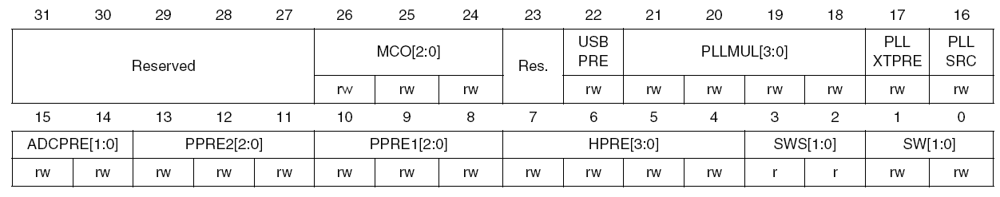 31 30 29 28 27 26 25 24 23 22 21 20 19 18 17 16
Reserved MCO[2:0] Res. USB PRE PLLMUL[3:0] PLL XTPRE PLL SRC
rw rw rw rw rw rw rw rw rw rw
15 14 13 12 11 10 9 8 7 6 5 4 3 2 1 0
ADCPRE[1:0] PPRE2[2:0] PPRE1[2:0] HPRE[3:0] SWS[1:0] SW[1:0]
rw rw rw rw rw rw rw rw rw rw rw rw r r rw rw